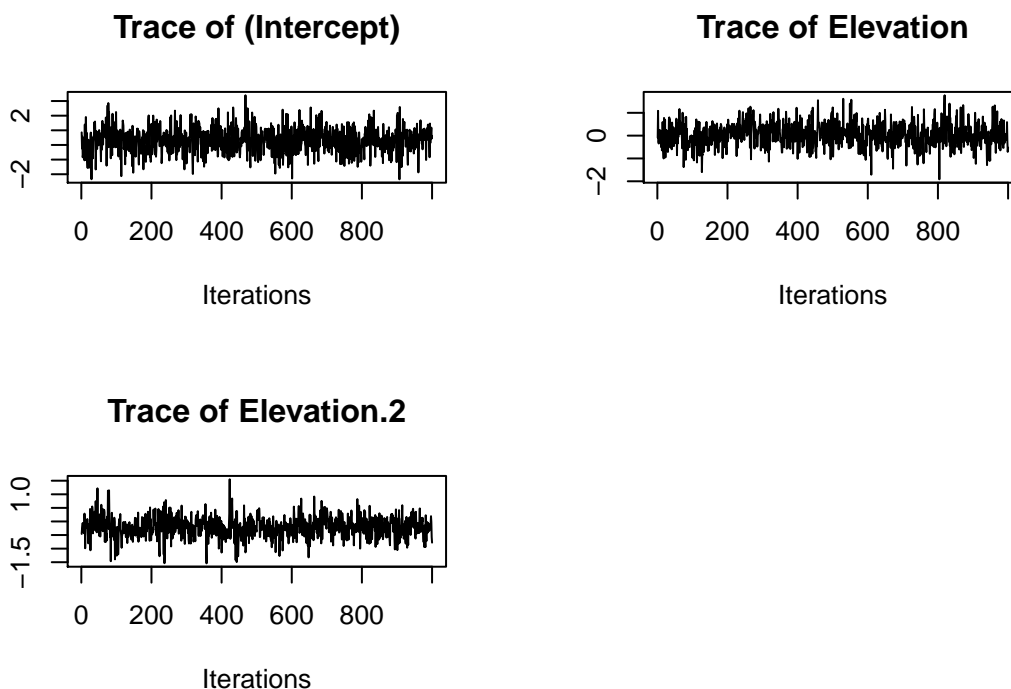 Trace of (Intercept)
2
−2
0 200 400 600 800
Iterations
Trace of Elevation
0
−2
0 200 400 600 800
Iterations
Trace of Elevation.2
1.0
−1.5
0 200 400 600 800
Iterations